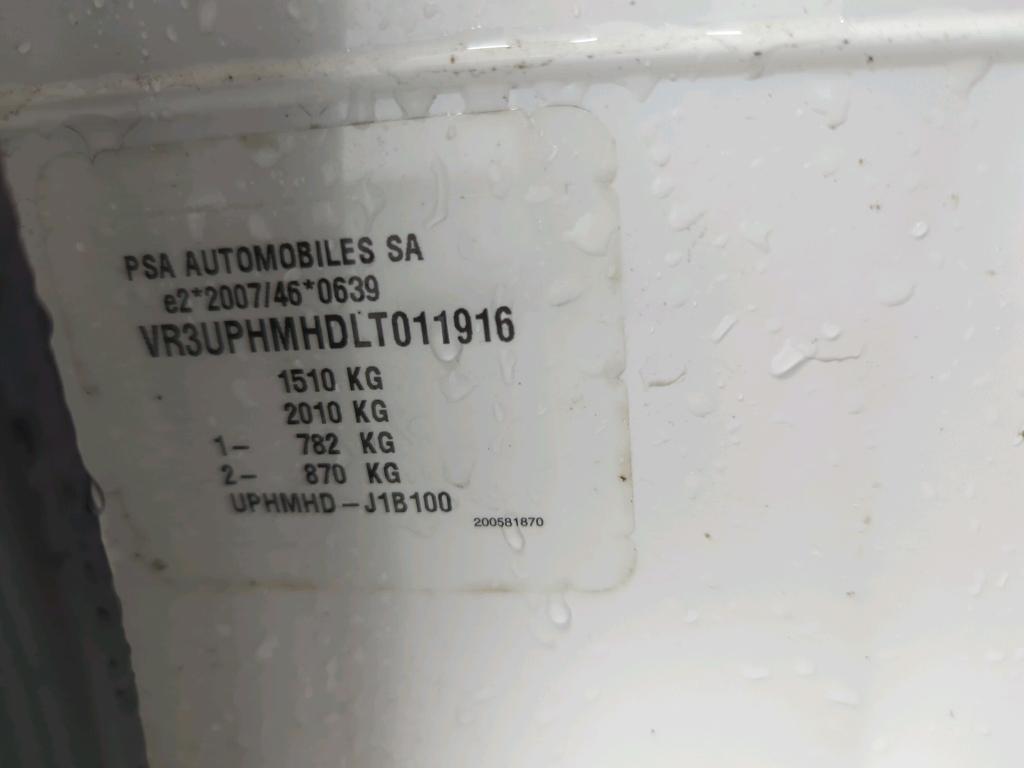 PSA AUTOMOBILES SA
e2*2007/46*0639
VR3UPHMHDLT011916
1510 KG
2010 KG
1- 782 KG
2- 870 KG
UPHMHD-J1B100
200581870